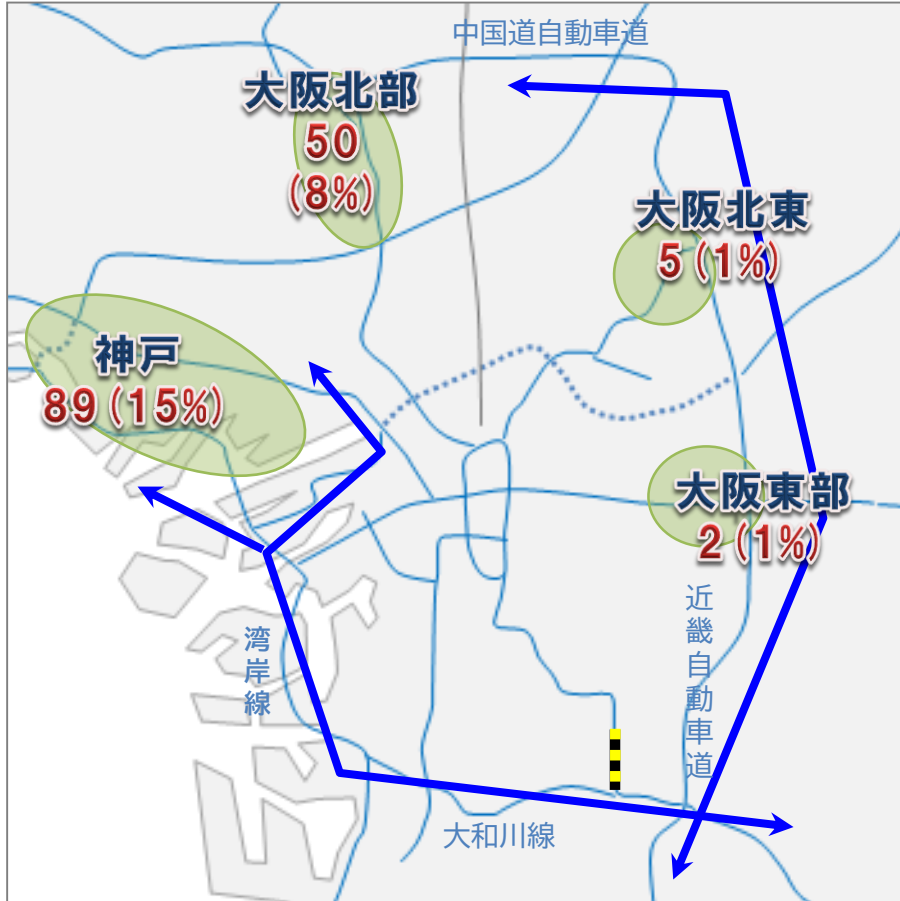 中国道自動車道
大阪北部
50
(8%)
大阪北東
5(1%)
神戸
89(15%)
大阪東部
2(1%)
近畿自動車道
湾岸線
大和川線